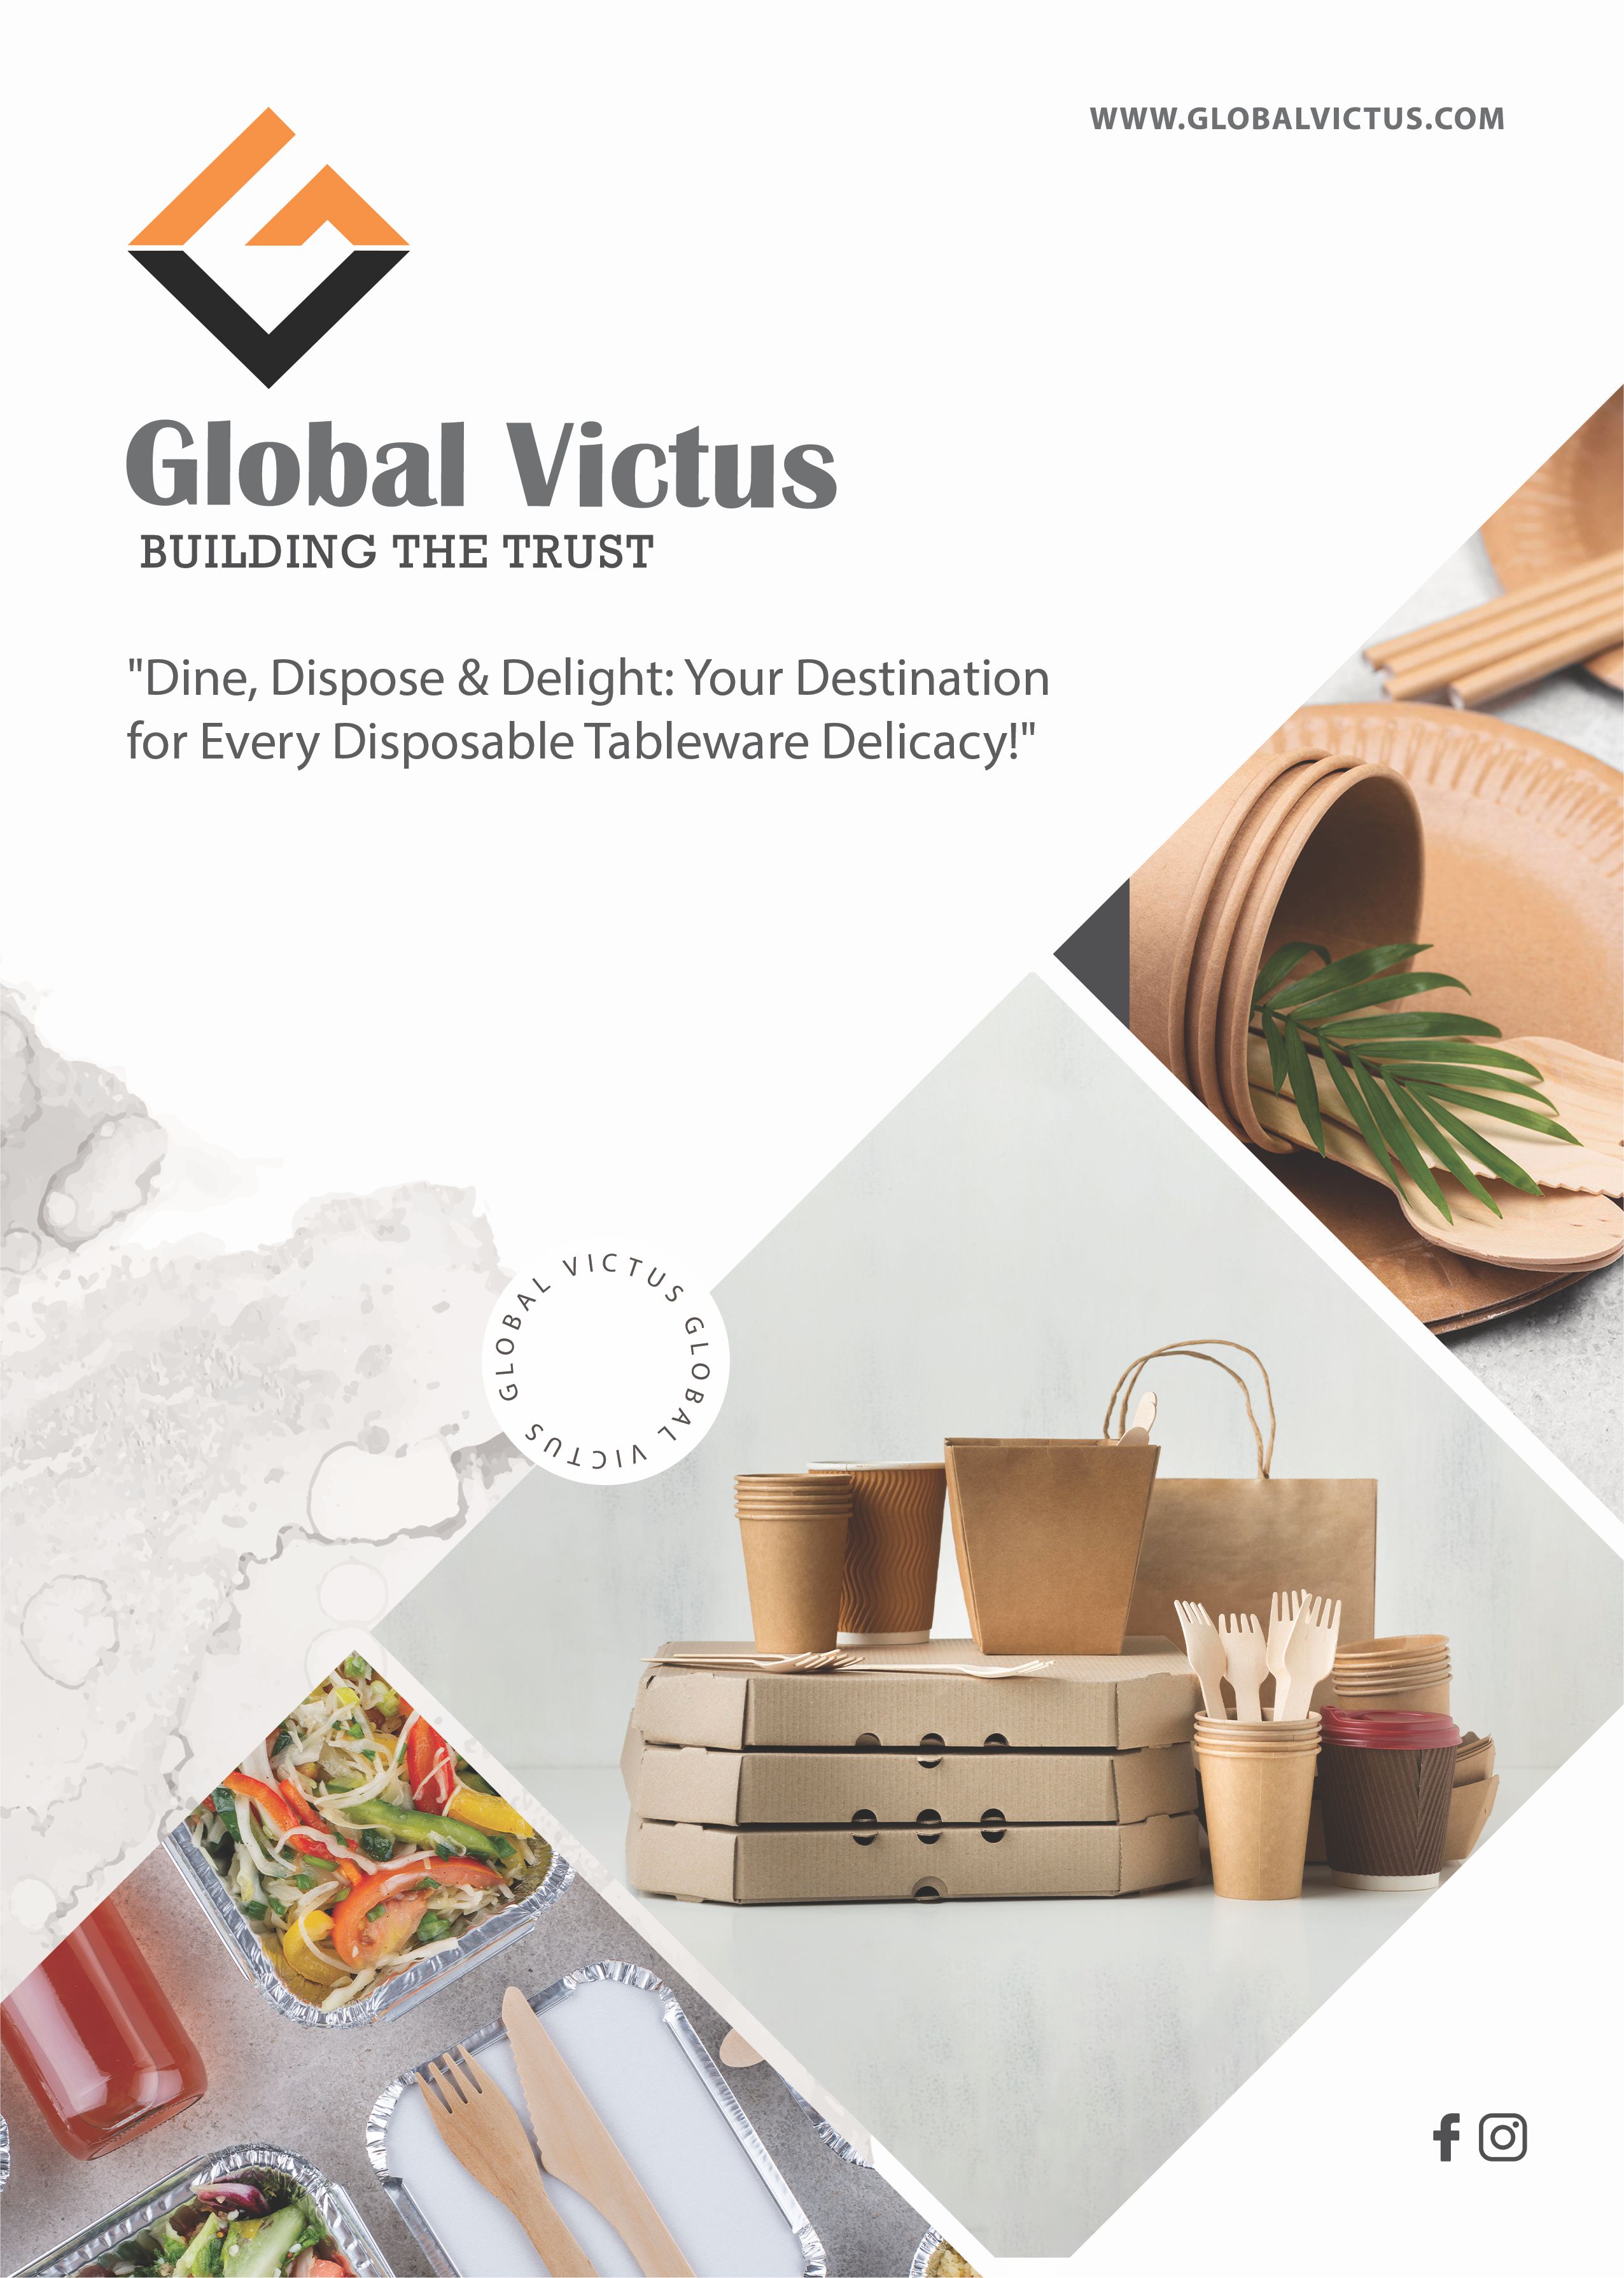 WWW.GLOBALVICTUS.COM
Global Victus
BUILDING THE TRUST
"Dine, Dispose & Delight: Your Destination
for Every Disposable Tableware Delicacy!"
GLOBAL VICTUS GLOBAL VICTUS